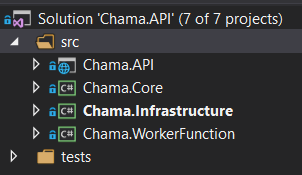 Solution 'Chama.API' (7 of 7 projects)
src
Chama.API
C# Chama.Core
C# Chama.Infrastructure
C# Chama.WorkerFunction
tests